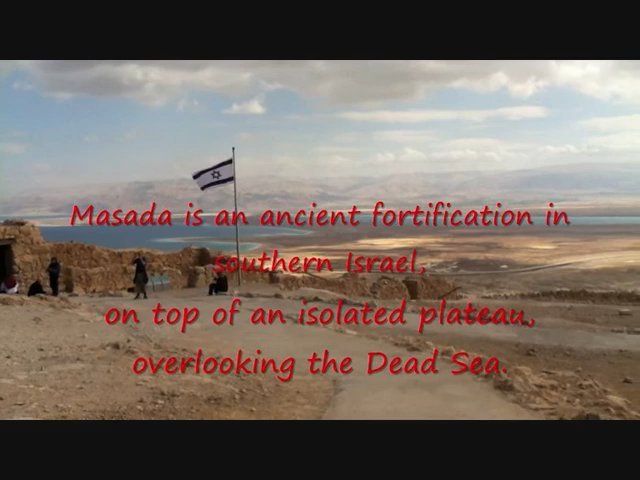 Masada is an ancient fortification in
southern Israel,
on top of an isolated plateau,
overlooking the Dead Sea.